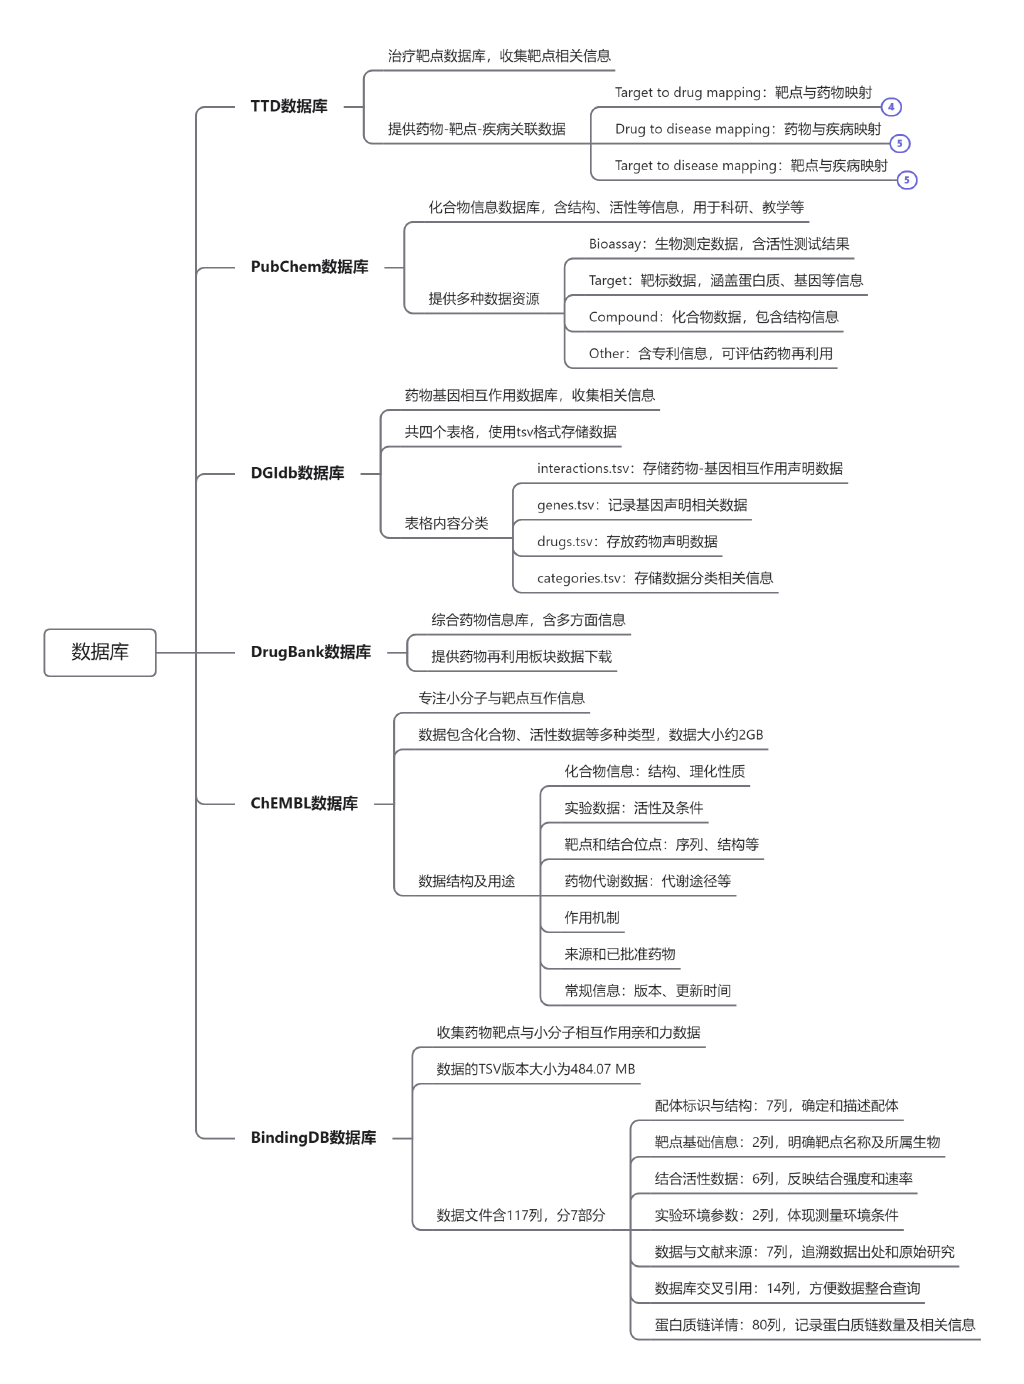 数据库
TTD数据库
治疗靶点数据库，收集靶点相关信息
提供药物-靶点-疾病关联数据
Target to drug mapping：靶点与药物映射
4
Drug to disease mapping：药物与疾病映射
5
Target to disease mapping：靶点与疾病映射
5
PubChem数据库
化合物信息数据库，含结构、活性等信息，用于科研、教学等
提供多种数据资源
Bioassay：生物测定数据，含活性测试结果
Target：靶标数据，涵盖蛋白质、基因等信息
Compound：化合物数据，包含结构信息
Other：含专利信息，可评估药物再利用
DGIdb数据库
药物基因相互作用数据库，收集相关信息
共四个表格，使用tsv格式存储数据
表格内容分类
interactions.tsv：存储药物-基因相互作用声明数据
genes.tsv：记录基因声明相关数据
drugs.tsv：存放药物声明数据
categories.tsv：存储数据分类相关信息
DrugBank数据库
综合药物信息库，含多方面信息
提供药物再利用板块数据下载
ChEMBL数据库
专注小分子与靶点互作信息
数据包含化合物、活性数据等多种类型，数据大小约2GB
数据结构及用途
化合物信息：结构、理化性质
实验数据：活性及条件
靶点和结合位点：序列、结构等
药物代谢数据：代谢途径等
作用机制
来源和已批准药物
常规信息：版本、更新时间
BindingDB数据库
收集药物靶点与小分子相互作用亲和力数据
数据的TSV版本大小为484.07 MB
数据文件含117列，分7部分
配体标识与结构：7列，确定和描述配体
靶点基础信息：2列，明确靶点名称及所属生物
结合活性数据：6列，反映结合强度和速率
实验环境参数：2列，体现测量环境条件
数据与文献来源：7列，追溯数据出处和原始研究
数据库交叉引用：14列，方便数据整合查询
蛋白质链详情：80列，记录蛋白质链数量及相关信息